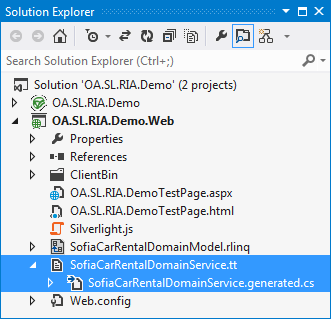 Solution Explorer
Search Solution Explorer (Ctrl+;)
Solution 'OA.SL.RIA.Demo' (2 projects)
OA.SL.RIA.Demo
OA.SL.RIA.Demo.Web
Properties
References
ClientBin
OA.SL.RIA.DemoTestPage.aspx
OA.SL.RIA.DemoTestPage.html
Silverlight.js
SofiaCarRentalDomainModel.rlinq
SofiaCarRentalDomainService.tt
SofiaCarRentalDomainService.generated.cs
Web.config